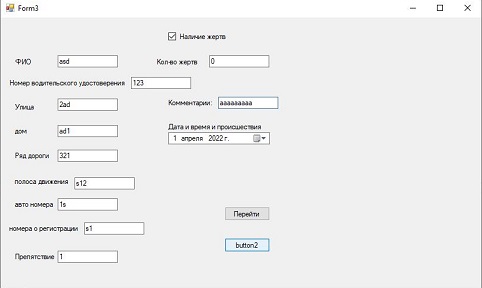 Form3
Наличие жертв
ФИО asd Кол-во жертв 0
Номер водительского удостоверения 123
Улица 2ad Комментарии: aaaaaaaaa
дом ad1 Дата и время и происшествия
1 апреля 2022 г.
Ряд дороги 321
полоса движения s12
авто номера 1s
Перейти
номера о регистрации s1
button2
Препятствие 1